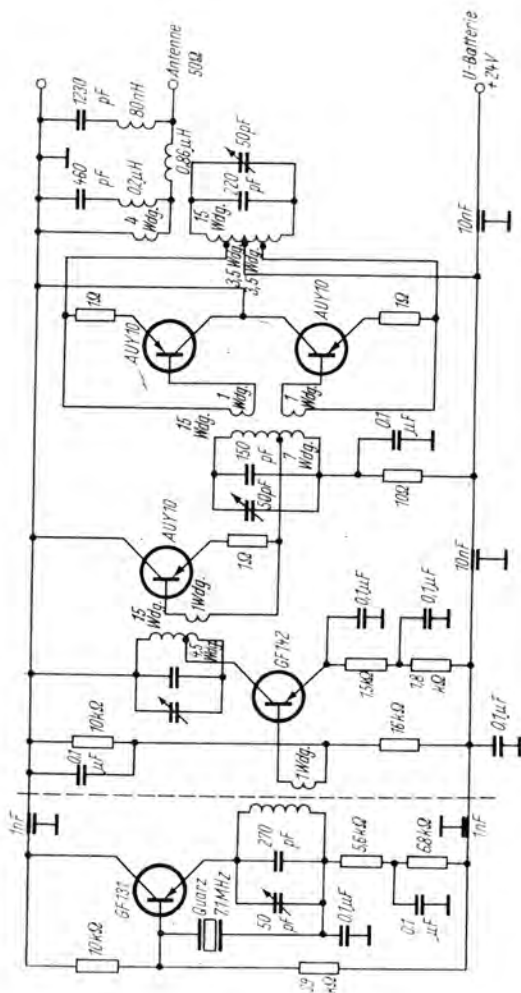 10kΩ
GF131
Quarz
7,1MHz
39
kΩ
50
pF
270
pF
0,1μF
5,6kΩ
6,8kΩ
0,1
μF
1nF
1nF
0,1
μF
10kΩ
1Wdg.
16kΩ
0,1μF
15
Wdg.
4,5
Wdg.
GF142
1,5kΩ
1,8
kΩ
0,1μF
0,1μF
AUY10
1Wdg.
1Ω
10nF
15
Wdg.
150
pF
50pF
7
Wdg.
10Ω
0,1
μF
1
Wdg.
1
Wdg.
AUY10
1Ω
AUY10
1Ω
3,5 Wdg.
3,5 Wdg.
15
Wdg.
220
pF
50pF
4
Wdg.
460
pF
0,2μH
0,86μH
1230
pF
80nH
Antenne
50Ω
10nF
U-Batterie
+24V